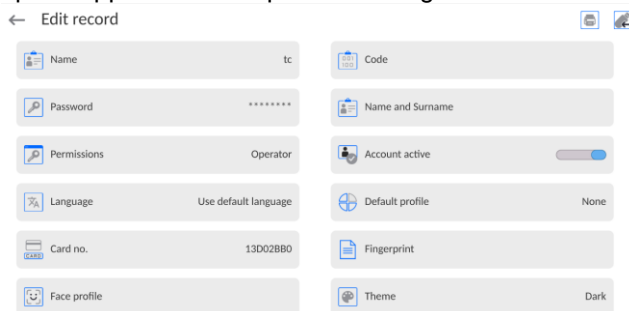 Edit record
Name tc
Code
Password ********
Name and Surname
Permissions Operator
Account active
Language Use default language
Default profile None
Card no. 13D02BB0
Fingerprint
Face profile
Theme Dark